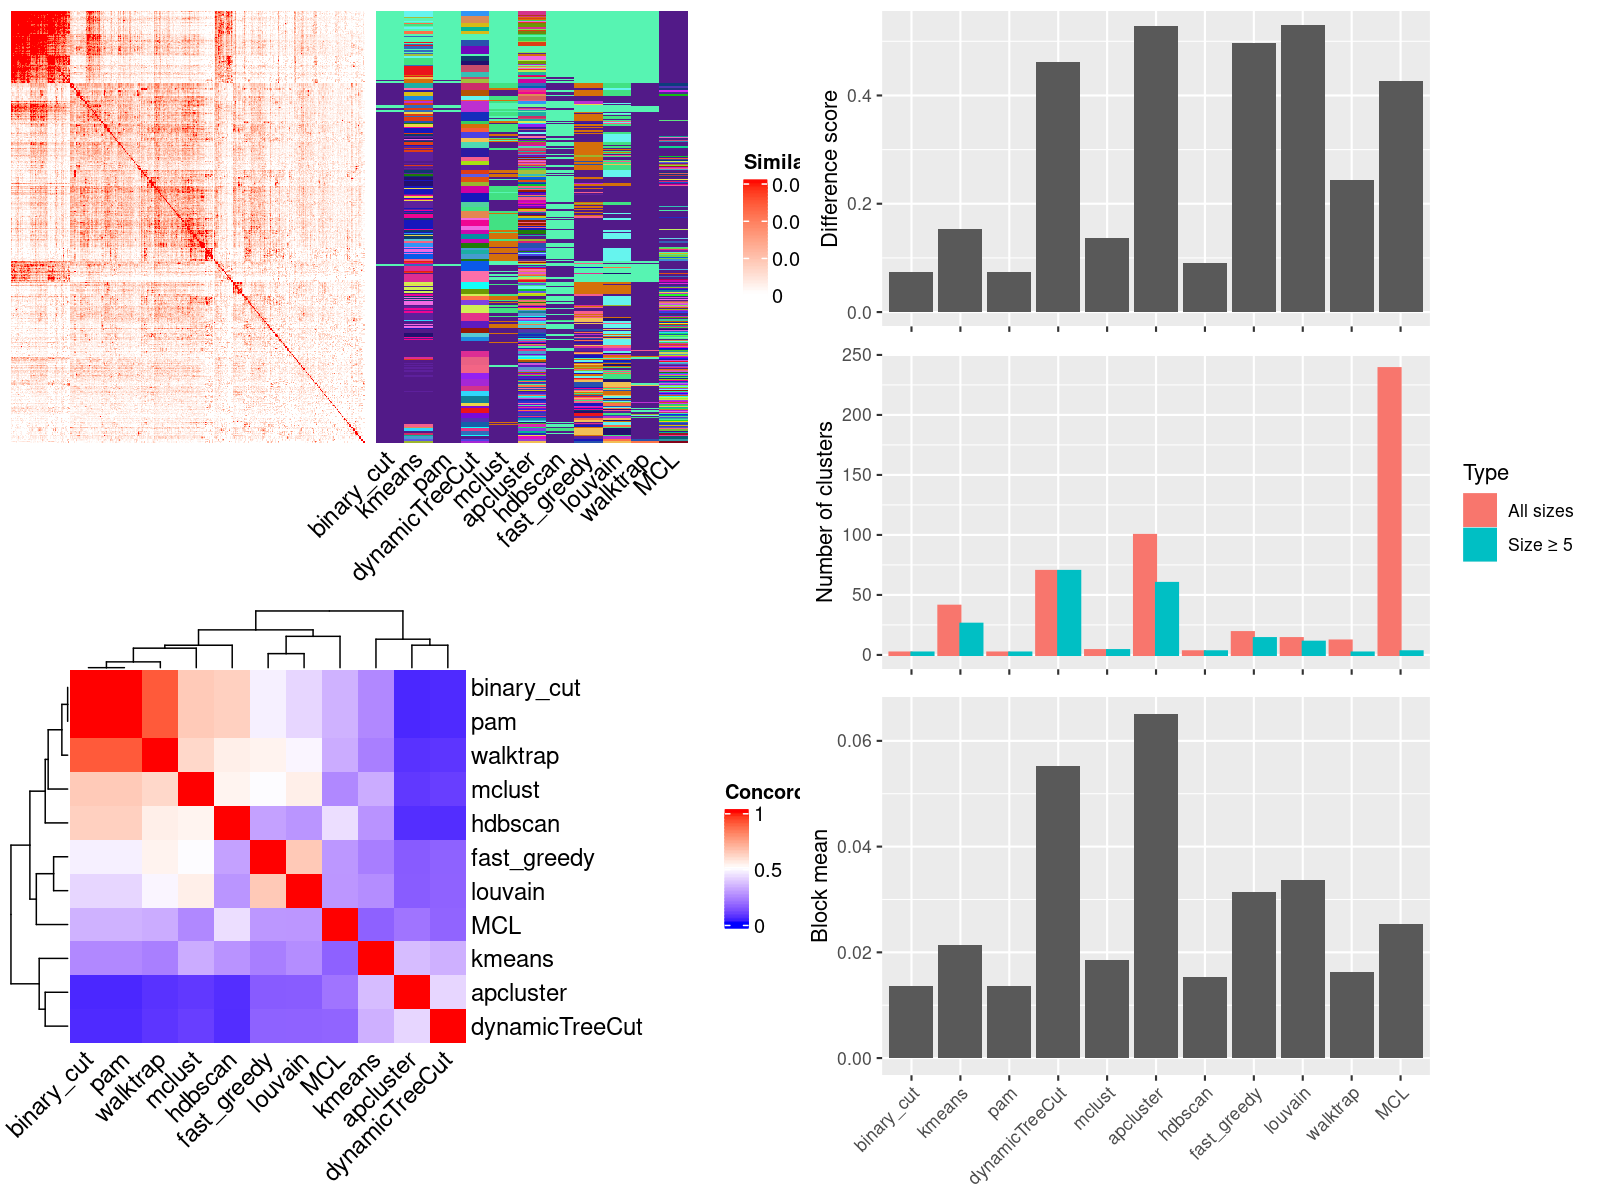 Simila
0.0
0.0
0.0
0
binary_cut
kmeans
pam
dynamicTreeCut
mclust
apcluster
hdbscan
fast_greedy
louvain
walktrap
MCL
binary_cut
pam
walktrap
mclust
hdbscan
fast_greedy
louvain
MCL
kmeans
apcluster
dynamicTreeCut
binary_cut
pam
walktrap
mclust
hdbscan
fast_greedy
louvain
MCL
kmeans
apcluster
dynamicTreeCut
Concord
1
0.5
0
Difference score
0.4
0.2
0.0
Number of clusters
250
200
150
100
50
0
Type
All sizes
Size ≥ 5
Block mean
0.06
0.04
0.02
0.00
binary_cut
kmeans
pam
dynamicTreeCut
mclust
apcluster
hdbscan
fast_greedy
louvain
walktrap
MCL